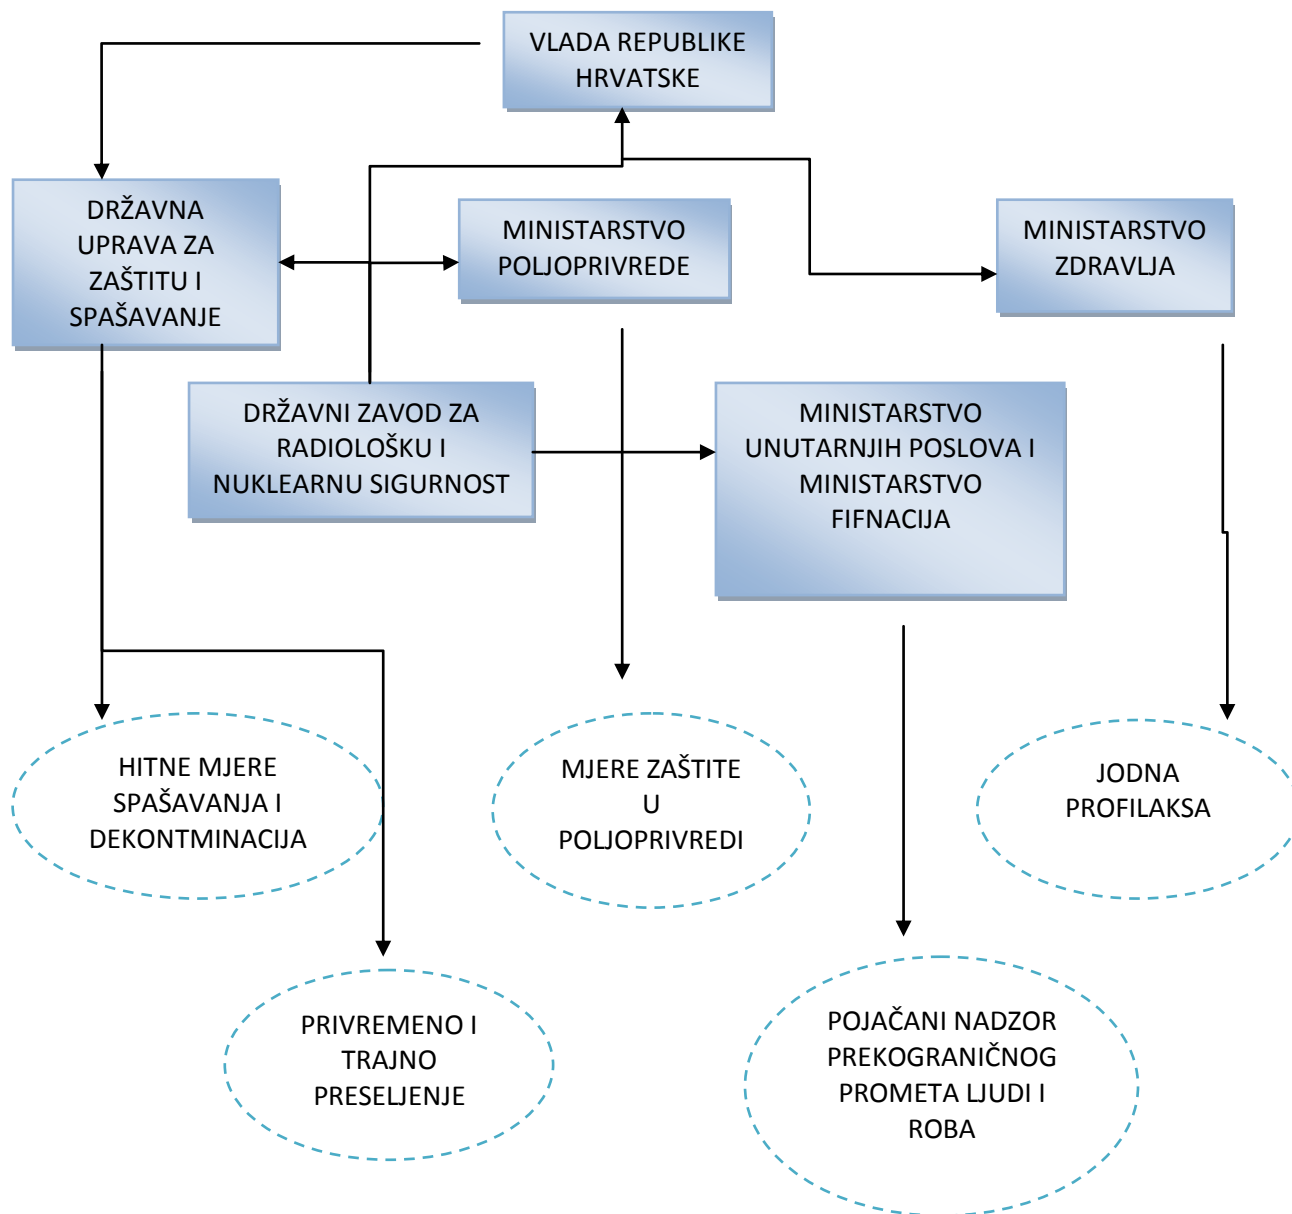 VLADA REPUBLIKE
HRVATSKE
DRŽAVNA
UPRAVA ZA
ZAŠTITU I
SPAŠAVANJE
MINISTARSTVO
POLJOPRIVREDE
MINISTARSTVO
ZDRAVLJA
DRŽAVNI ZAVOD ZA
RADIOLOŠKU I
NUKLEARNU SIGURNOST
MINISTARSTVO
UNUTARNJIH POSLOVA I
MINISTARSTVO
FIFNACIJA
HITNE MJERE
SPAŠAVANJA I
DEKONTMINACIJA
MJERE ZAŠTITE
U
POLJOPRIVREDI
JODNA
PROFILAKSA
PRIVREMENO I
TRAJNO
PRESELJENJE
POJAČANI NADZOR
PREKOGRANIČNOG
PROMETA LJUDI I
ROBA